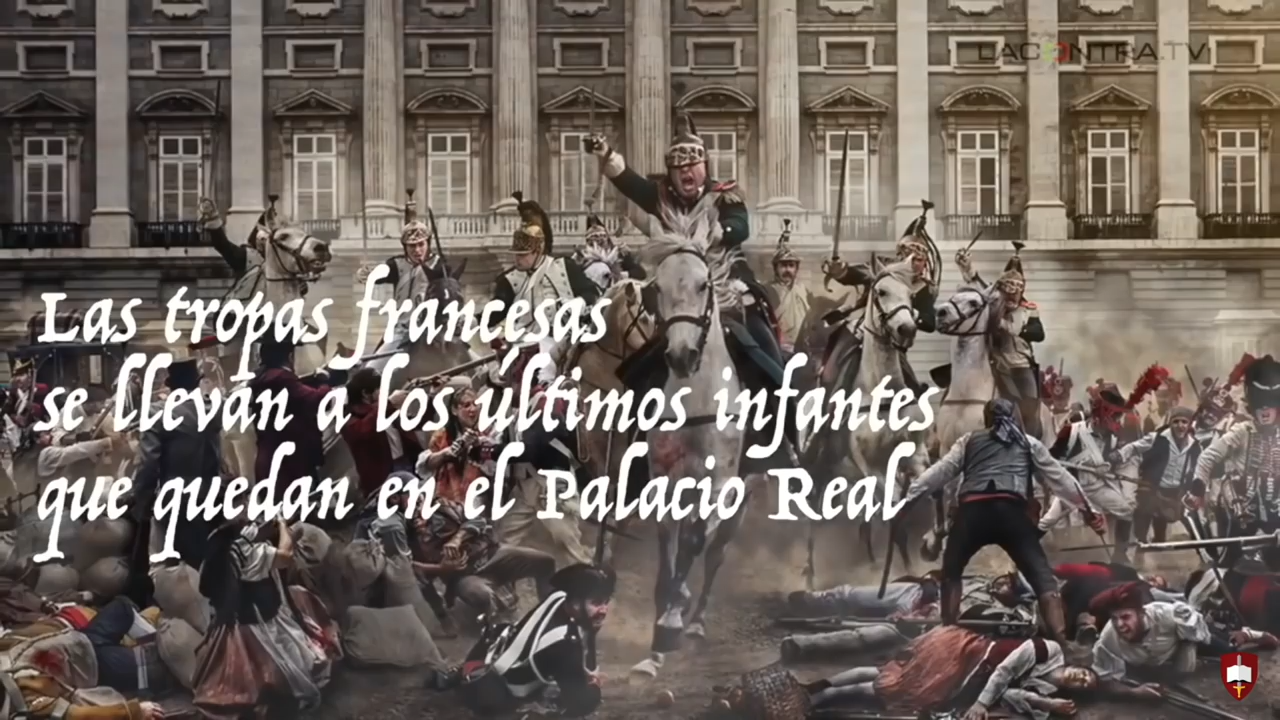 LACONTRA.TV
Las tropas francesas
se llevan a los últimos infantes
que quedan en el Palacio Real